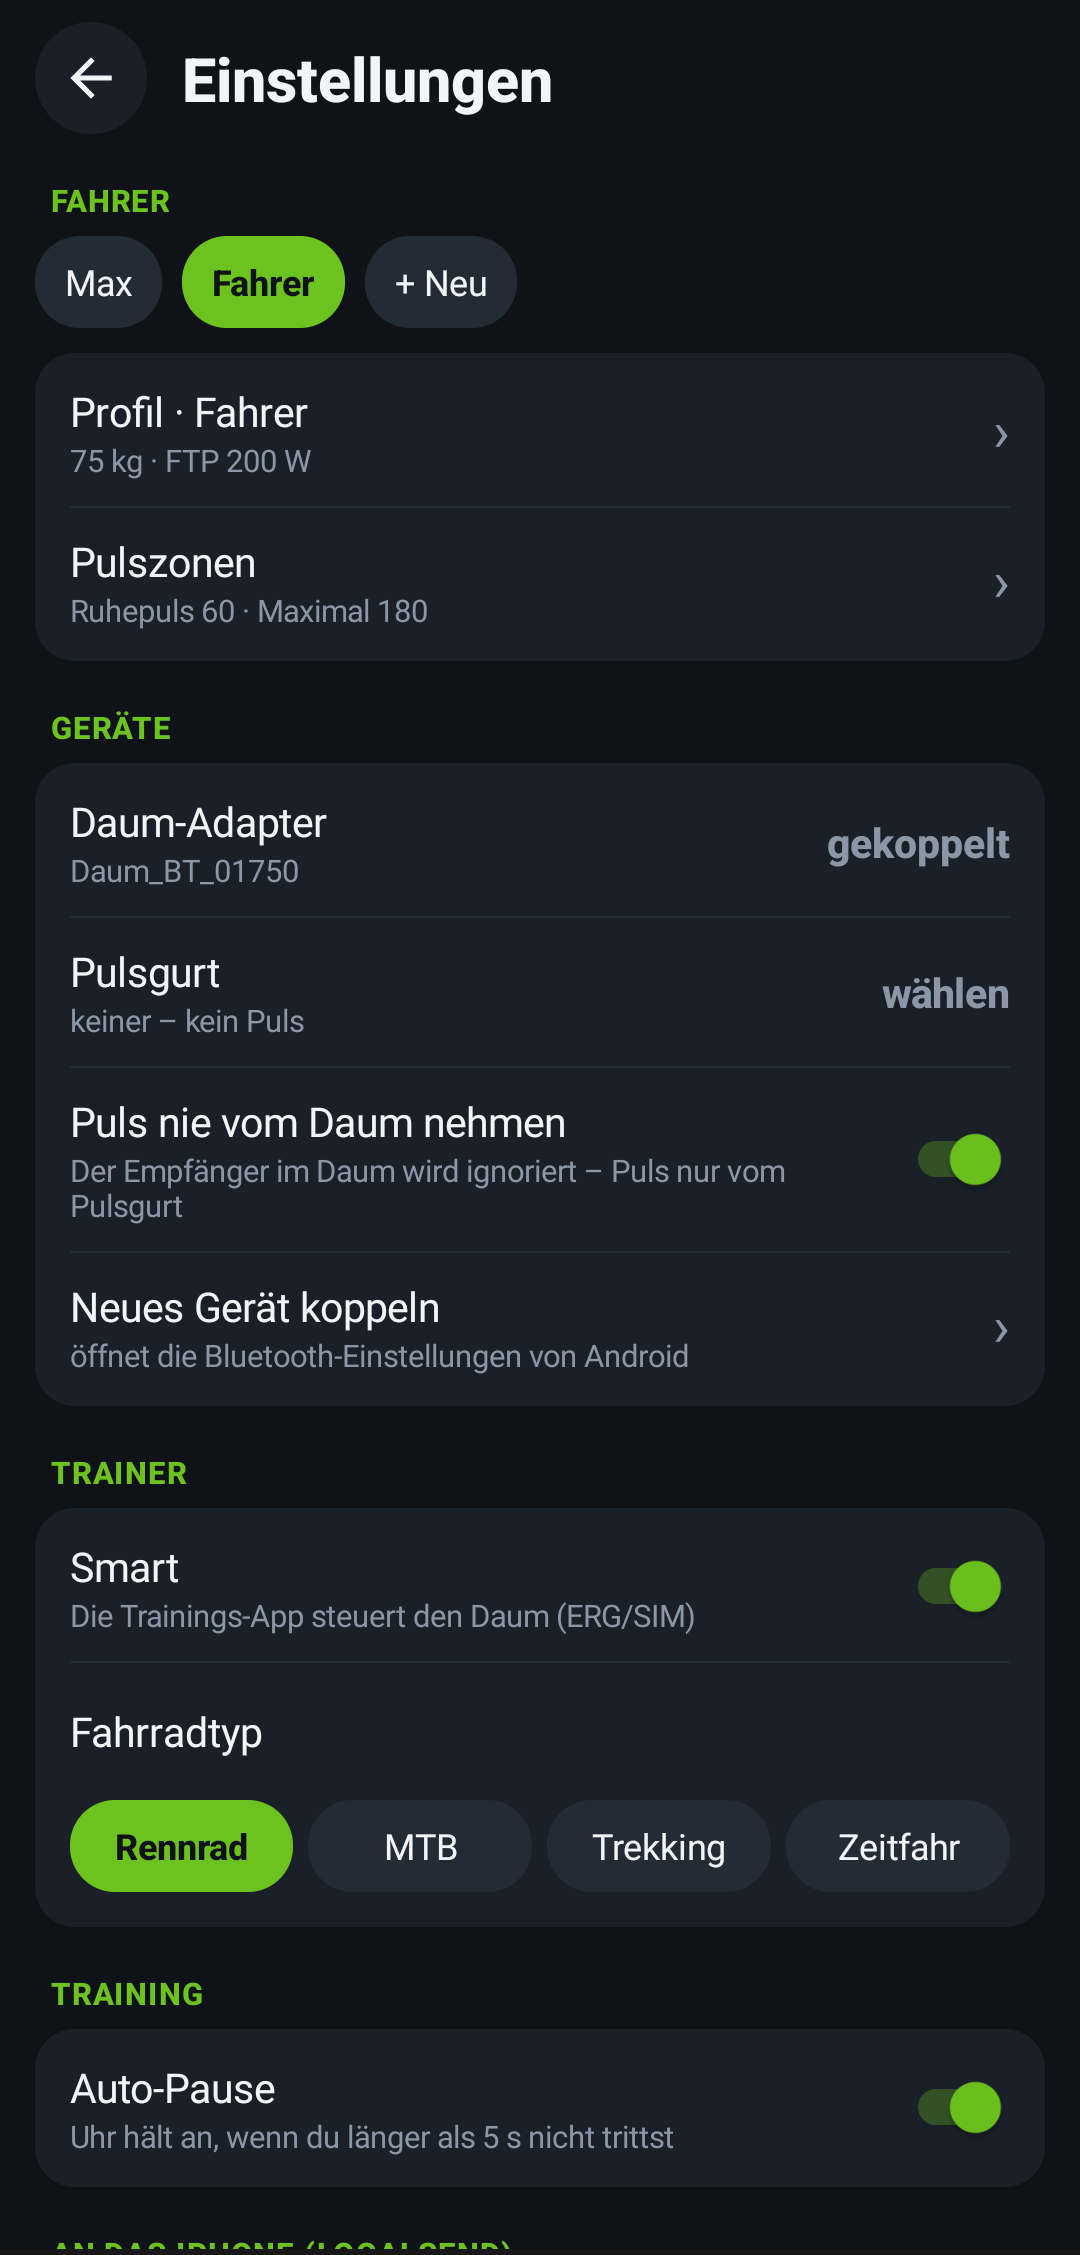 Einstellungen
FAHRER
Max
Fahrer
+ Neu
Profil · Fahrer
75 kg · FTP 200 W
Pulszonen
Ruhepuls 60 · Maximal 180
GERÄTE
Daum-Adapter
Daum_BT_01750
gekoppelt
Pulsgurt
keiner – kein Puls
wählen
Puls nie vom Daum nehmen
Der Empfänger im Daum wird ignoriert – Puls nur vom
Pulsgurt
Neues Gerät koppeln
öffnet die Bluetooth-Einstellungen von Android
TRAINER
Smart
Die Trainings-App steuert den Daum (ERG/SIM)
Fahrradtyp
Rennrad
MTB
Trekking
Zeitfahr
TRAINING
Auto-Pause
Uhr hält an, wenn du länger als 5 s nicht trittst
AN DAS IPHONE (LOCALSEND)